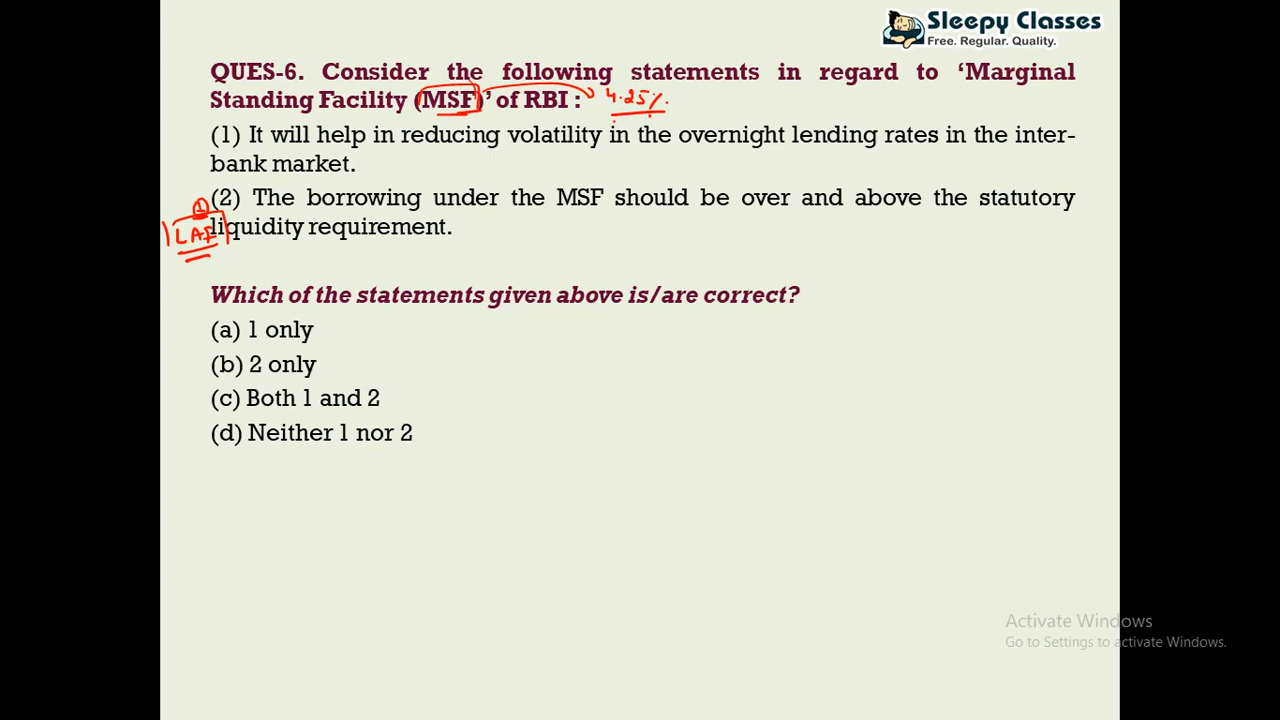 Sleepy Classes
Free. Regular. Quality.
QUES-6. Consider the following statements in regard to ‘Marginal
Standing Facility (MSF)’ of RBI : 4.25%.
(1) It will help in reducing volatility in the overnight lending rates in the inter-
bank market.
(2) The borrowing under the MSF should be over and above the statutory
liquidity requirement.
1
LAF
Which of the statements given above is/are correct?
(a) 1 only
(b) 2 only
(c) Both 1 and 2
(d) Neither 1 nor 2
Activate Windows
Go to Settings to activate Windows.